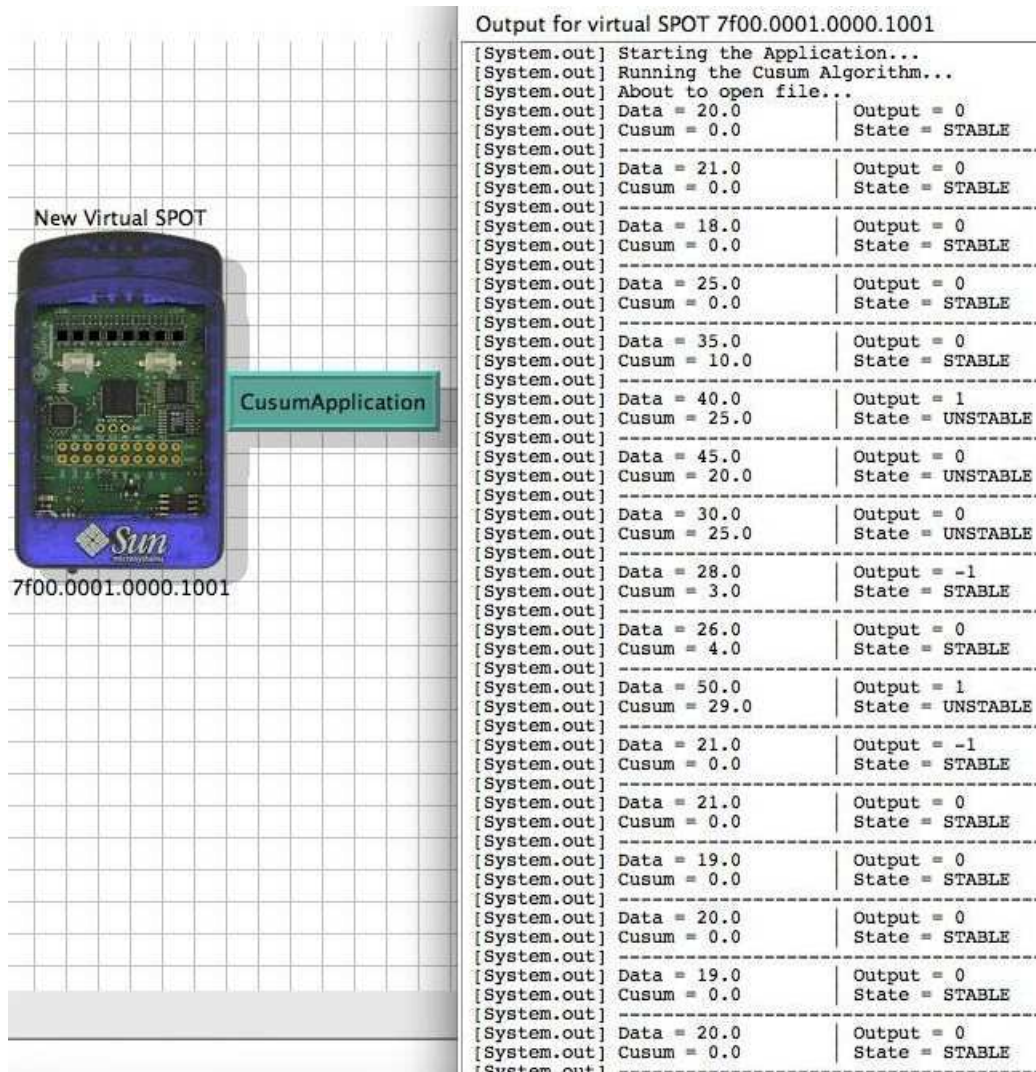 Output for virtual SPOT 7f00.0001.0000.1001
[System.out] Starting the Application...
[System.out] Running the Cusum Algorithm...
[System.out] About to open file...
[System.out] Data = 20.0 | Output = 0
[System.out] Cusum = 0.0 | State = STABLE
[System.out] ----------------------------------------
[System.out] Data = 21.0 | Output = 0
[System.out] Cusum = 0.0 | State = STABLE
[System.out] ----------------------------------------
[System.out] Data = 18.0 | Output = 0
[System.out] Cusum = 0.0 | State = STABLE
[System.out] ----------------------------------------
[System.out] Data = 25.0 | Output = 0
[System.out] Cusum = 0.0 | State = STABLE
[System.out] ----------------------------------------
[System.out] Data = 35.0 | Output = 0
[System.out] Cusum = 10.0 | State = STABLE
[System.out] ----------------------------------------
[System.out] Data = 40.0 | Output = 1
[System.out] Cusum = 25.0 | State = UNSTABLE
[System.out] ----------------------------------------
[System.out] Data = 45.0 | Output = 0
[System.out] Cusum = 20.0 | State = UNSTABLE
[System.out] ----------------------------------------
[System.out] Data = 30.0 | Output = 0
[System.out] Cusum = 25.0 | State = UNSTABLE
[System.out] ----------------------------------------
[System.out] Data = 28.0 | Output = -1
[System.out] Cusum = 3.0 | State = STABLE
[System.out] ----------------------------------------
[System.out] Data = 26.0 | Output = 0
[System.out] Cusum = 4.0 | State = STABLE
[System.out] ----------------------------------------
[System.out] Data = 50.0 | Output = 1
[System.out] Cusum = 29.0 | State = UNSTABLE
[System.out] ----------------------------------------
[System.out] Data = 21.0 | Output = -1
[System.out] Cusum = 0.0 | State = STABLE
[System.out] ----------------------------------------
[System.out] Data = 21.0 | Output = 0
[System.out] Cusum = 0.0 | State = STABLE
[System.out] ----------------------------------------
[System.out] Data = 19.0 | Output = 0
[System.out] Cusum = 0.0 | State = STABLE
[System.out] ----------------------------------------
[System.out] Data = 20.0 | Output = 0
[System.out] Cusum = 0.0 | State = STABLE
[System.out] ----------------------------------------
[System.out] Data = 19.0 | Output = 0
[System.out] Cusum = 0.0 | State = STABLE
[System.out] ----------------------------------------
[System.out] Data = 20.0 | Output = 0
[System.out] Cusum = 0.0 | State = STABLE
[System.out] ----------------------------------------
New Virtual SPOT
CusumApplication
Sun
microsystems
7f00.0001.0000.1001